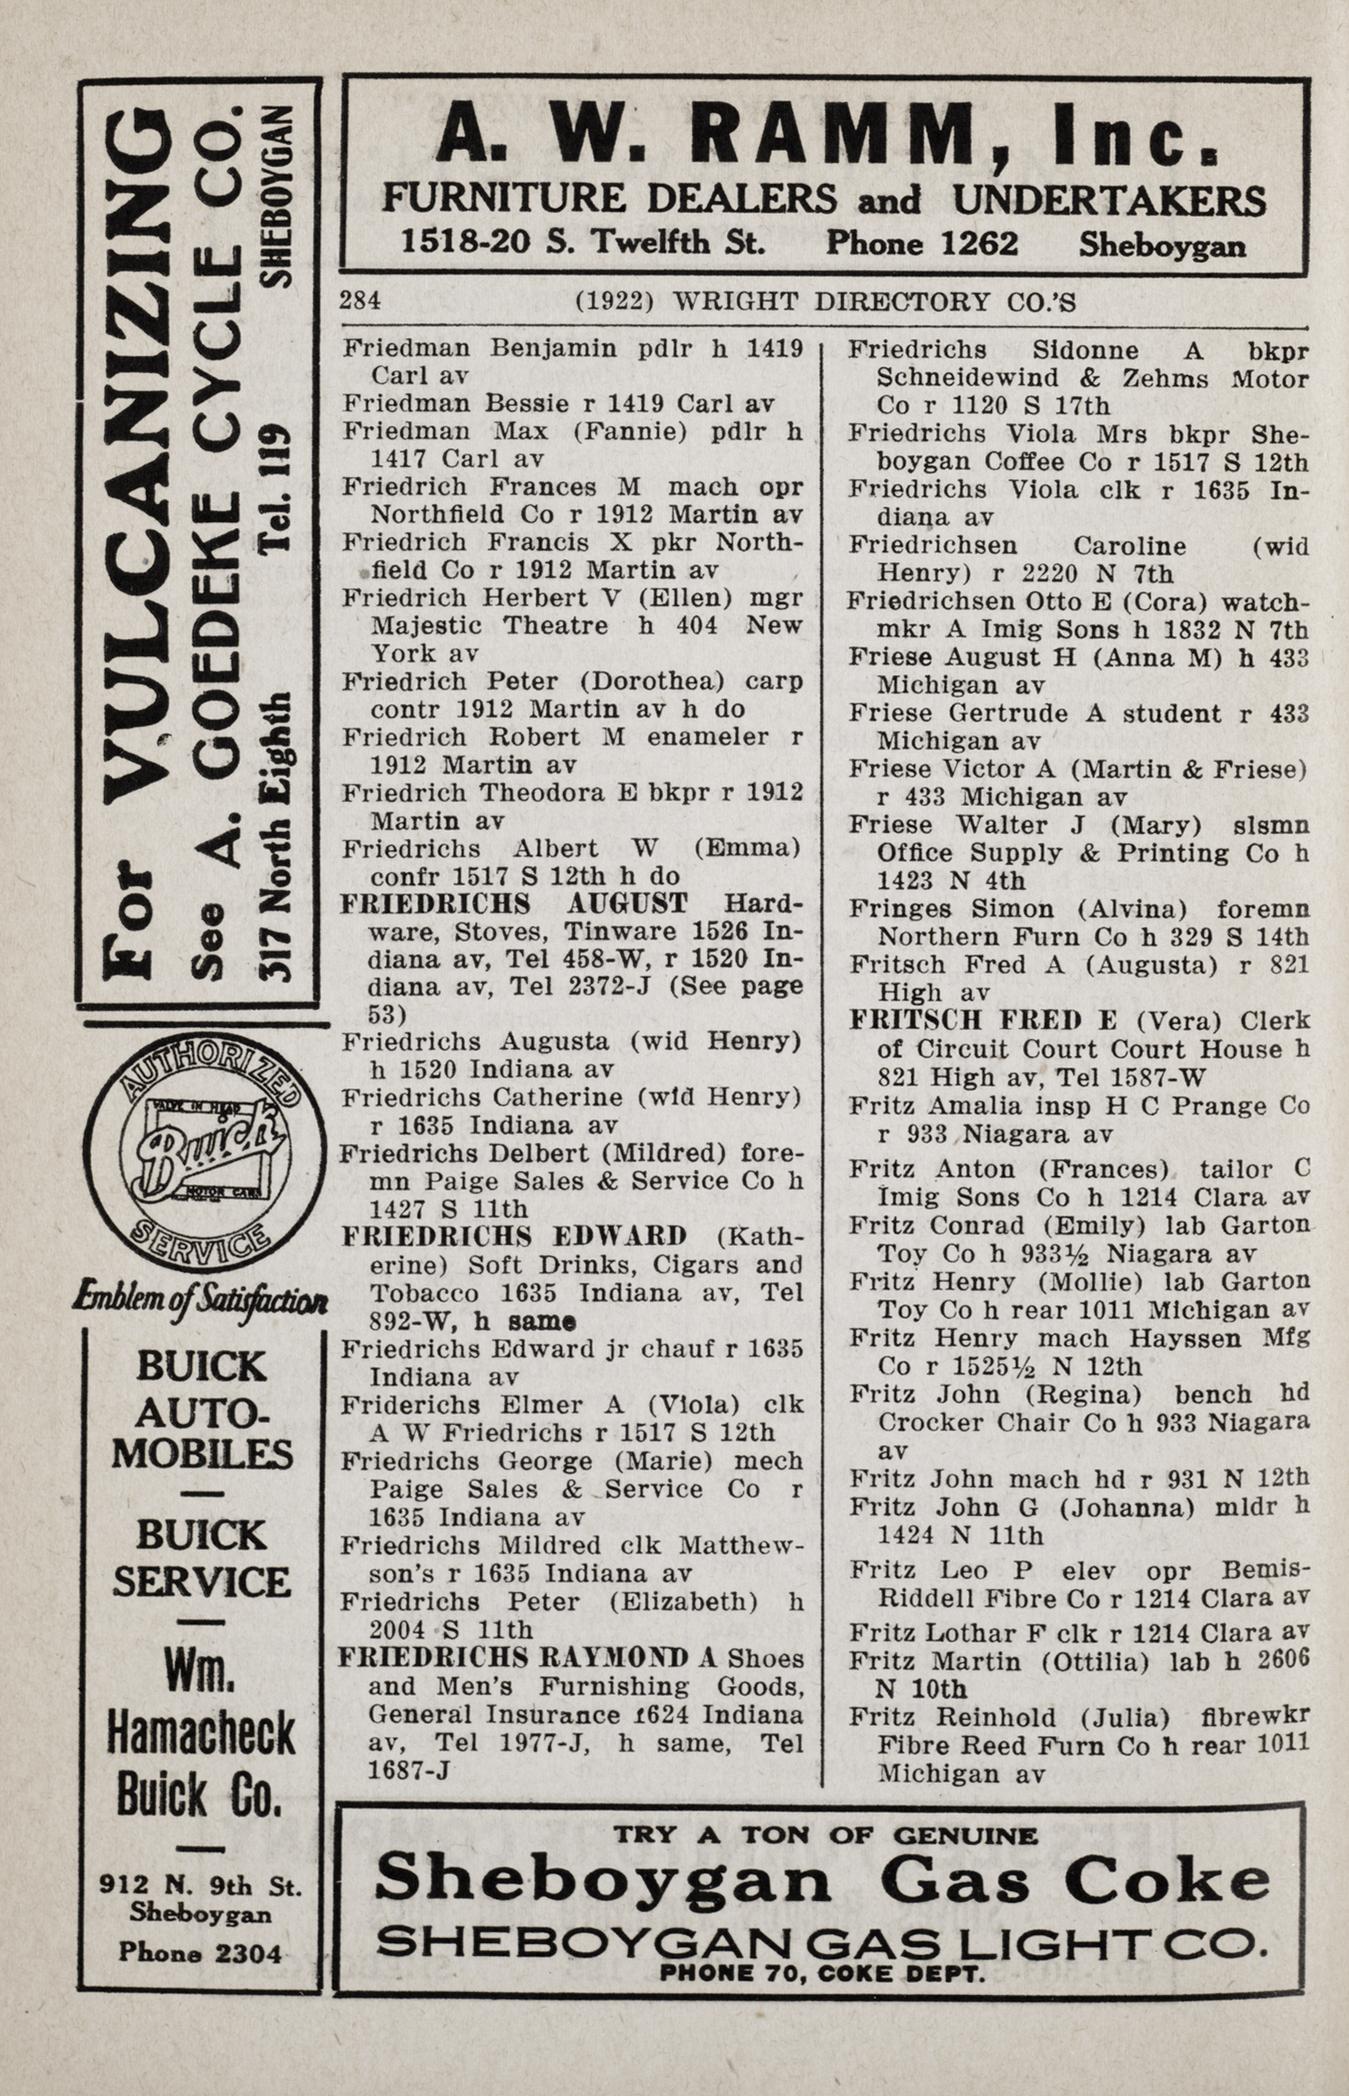 For VULCANIZING
See A. GOEDEKE CYCLE CO.
317 North Eighth Tel. 119 SHEBOYGAN
AUTHORIZED
VALVE IN HEAD
Buick
MOTOR CARS
SERVICE
Emblem of Satisfaction
BUICK
AUTO-
MOBILES
BUICK
SERVICE
Wm.
Hamacheck
Buick Co.
912 N. 9th St.
Sheboygan
Phone 2304
A. W. RAMM, Inc.
FURNITURE DEALERS and UNDERTAKERS
1518-20 S. Twelfth St. Phone 1262 Sheboygan
284 (1922) WRIGHT DIRECTORY CO.'S
Friedman Benjamin pdlr h 1419
Carl av
Friedman Bessie r 1419 Carl av
Friedman Max (Fannie) pdlr h
1417 Carl av
Friedrich Frances M mach opr
Northfield Co r 1912 Martin av
Friedrich Francis X pkr North-
field Co r 1912 Martin av
Friedrich Herbert V (Ellen) mgr
Majestic Theatre h 404 New
York av
Friedrich Peter (Dorothea) carp
contr 1912 Martin av h do
Friedrich Robert M enameler r
1912 Martin av
Friedrich Theodora E bkpr r 1912
Martin av
Friedrichs Albert W (Emma)
confr 1517 S 12th h do
FRIEDRICHS AUGUST Hard-
ware, Stoves, Tinware 1526 In-
diana av, Tel 458-W, r 1520 In-
diana av, Tel 2372-J (See page
53)
Friedrichs Augusta (wid Henry)
h 1520 Indiana av
Friedrichs Catherine (wid Henry)
r 1635 Indiana av
Friedrichs Delbert (Mildred) fore-
mn Paige Sales & Service Co h
1427 S 11th
FRIEDRICHS EDWARD (Kath-
erine) Soft Drinks, Cigars and
Tobacco 1635 Indiana av, Tel
892-W, h same
Friedrichs Edward jr chauf r 1635
Indiana av
Friderichs Elmer A (Viola) clk
A W Friedrichs r 1517 S 12th
Friedrichs George (Marie) mech
Paige Sales & Service Co r
1635 Indiana av
Friedrichs Mildred clk Matthew-
son's r 1635 Indiana av
Friedrichs Peter (Elizabeth) h
2004 S 11th
FRIEDRICHS RAYMOND A Shoes
and Men's Furnishing Goods,
General Insurance 1624 Indiana
av, Tel 1977-J, h same, Tel
1687-J
Friedrichs Sidonne A bkpr
Schneidewind & Zehms Motor
Co r 1120 S 17th
Friedrichs Viola Mrs bkpr She-
boygan Coffee Co r 1517 S 12th
Friedrichs Viola clk r 1635 In-
diana av
Friedrichsen Caroline (wid
Henry) r 2220 N 7th
Friedrichsen Otto E (Cora) watch-
mkr A Imig Sons h 1832 N 7th
Friese August H (Anna M) h 433
Michigan av
Friese Gertrude A student r 433
Michigan av
Friese Victor A (Martin & Friese)
r 433 Michigan av
Friese Walter J (Mary) slsmn
Office Supply & Printing Co h
1423 N 4th
Fringes Simon (Alvina) foremn
Northern Furn Co h 329 S 14th
Fritsch Fred A (Augusta) r 821
High av
FRITSCH FRED E (Vera) Clerk
of Circuit Court Court House h
821 High av, Tel 1587-W
Fritz Amalia insp H C Prange Co
r 933 Niagara av
Fritz Anton (Frances) tailor C
Imig Sons Co h 1214 Clara av
Fritz Conrad (Emily) lab Garton
Toy Co h 933½ Niagara av
Fritz Henry (Mollie) lab Garton
Toy Co h rear 1011 Michigan av
Fritz Henry mach Hayssen Mfg
Co r 1525½ N 12th
Fritz John (Regina) bench hd
Crocker Chair Co h 933 Niagara
av
Fritz John mach hd r 931 N 12th
Fritz John G (Johanna) mldr h
1424 N 11th
Fritz Leo P elev opr Bemis-
Riddell Fibre Co r 1214 Clara av
Fritz Lothar F clk r 1214 Clara av
Fritz Martin (Ottilia) lab h 2606
N 10th
Fritz Reinhold (Julia) fibrewkr
Fibre Reed Furn Co h rear 1011
Michigan av
TRY A TON OF GENUINE
Sheboygan Gas Coke
SHEBOYGAN GAS LIGHT CO.
PHONE 70, COKE DEPT.